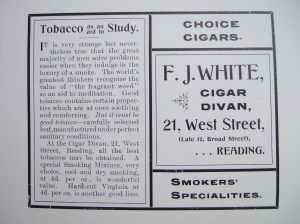 Tobacco as an aid to Study.
IT is very strange but never-
theless true that the great
majority of men solve problems
easier when they indulge in the
luxury of a smoke. The world's
greatest thinkers recognize the
value of "the fragrant weed"
as an aid to meditation. Good
tobacco contains certain proper-
ties which are at once soothing
and comforting. But it must be
good tobacco—carefully selected
leaf, manufactured under perfect
sanitary conditions.
At the Cigar Divan, 21, West
Street, Reading, all the best
tobaccos may be obtained. A
special Smoking Mixture, very
choice, cool and dry smoking,
at 4d. per oz., is wonderful
value. Hard-cut Virginia at
4d. per oz. is another good line.
CHOICE
CIGARS.
F. J. WHITE,
CIGAR
DIVAN,
21, West Street,
(Late 12, Broad Street),
. . . READING.
SMOKERS'
SPECIALITIES.